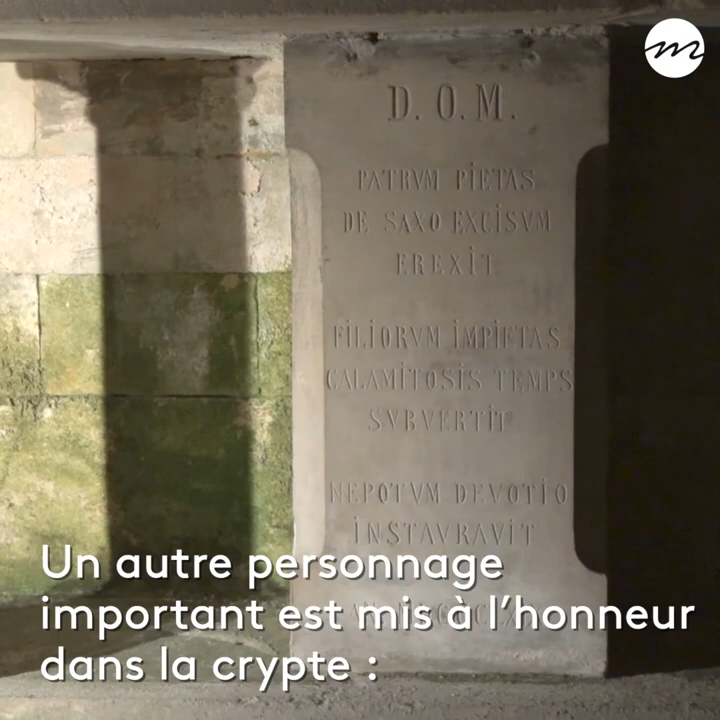 m
D. O. M.
PATRVM PIETAS
DE SAXO EXCISVM
EREXIT
FILIORVM IMPIETAS
CALAMITOSIS TEMPS
SVBVERTIT
NEPOTVM DEVOTIO
INSTAVRAVIT
Un autre personnage
important est mis à l'honneur
dans la crypte :